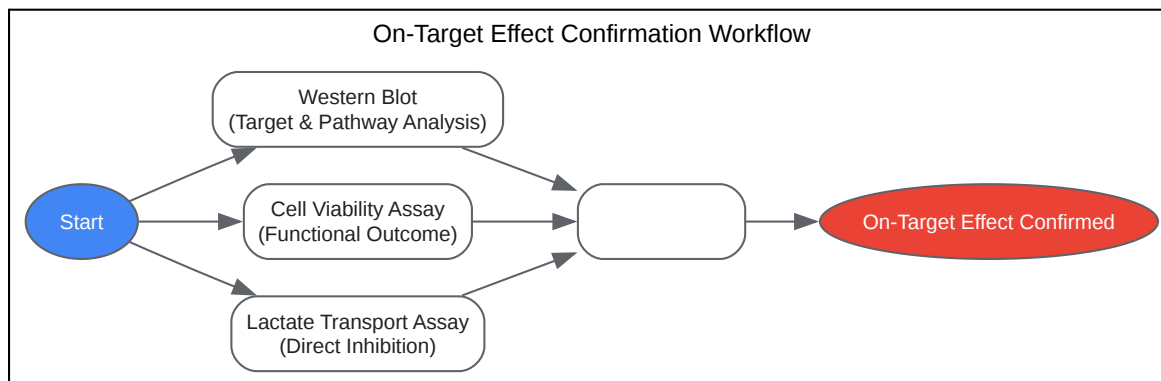 On-Target Effect Confirmation Workflow
Western Blot
(Target & Pathway Analysis)
Start
Cell Viability Assay
(Functional Outcome)
On-Target Effect Confirmed
Lactate Transport Assay
(Direct Inhibition)